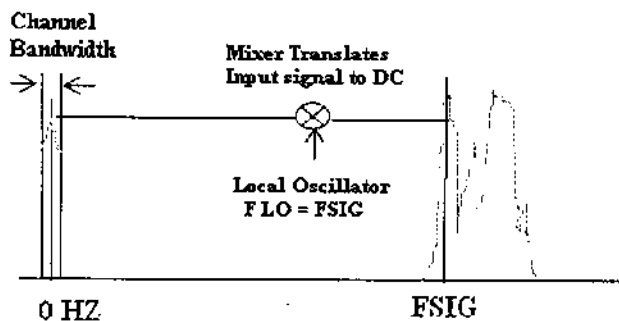 Channel
Bandwidth
Mixer Translates
Input signal to DC
Local Oscillator
F LO = FSIG
0 HZ
FSIG